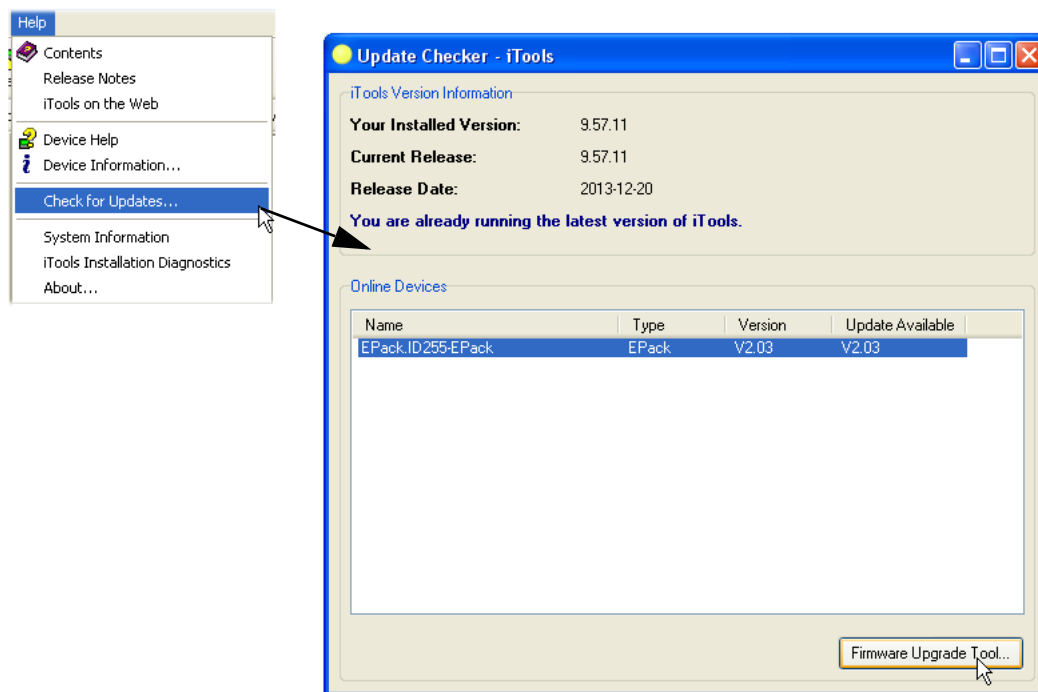 Help
Contents
Release Notes
iTools on the Web
Device Help
Device Information...
Check for Updates...
System Information
iTools Installation Diagnostics
About...
Update Checker - iTools
iTools Version Information
Your Installed Version: 9.57.11
Current Release: 9.57.11
Release Date: 2013-12-20
You are already running the latest version of iTools.
Online Devices
Name Type Version Update Available
EPack.ID255-EPack EPack V2.03 V2.03
Firmware Upgrade Tool...